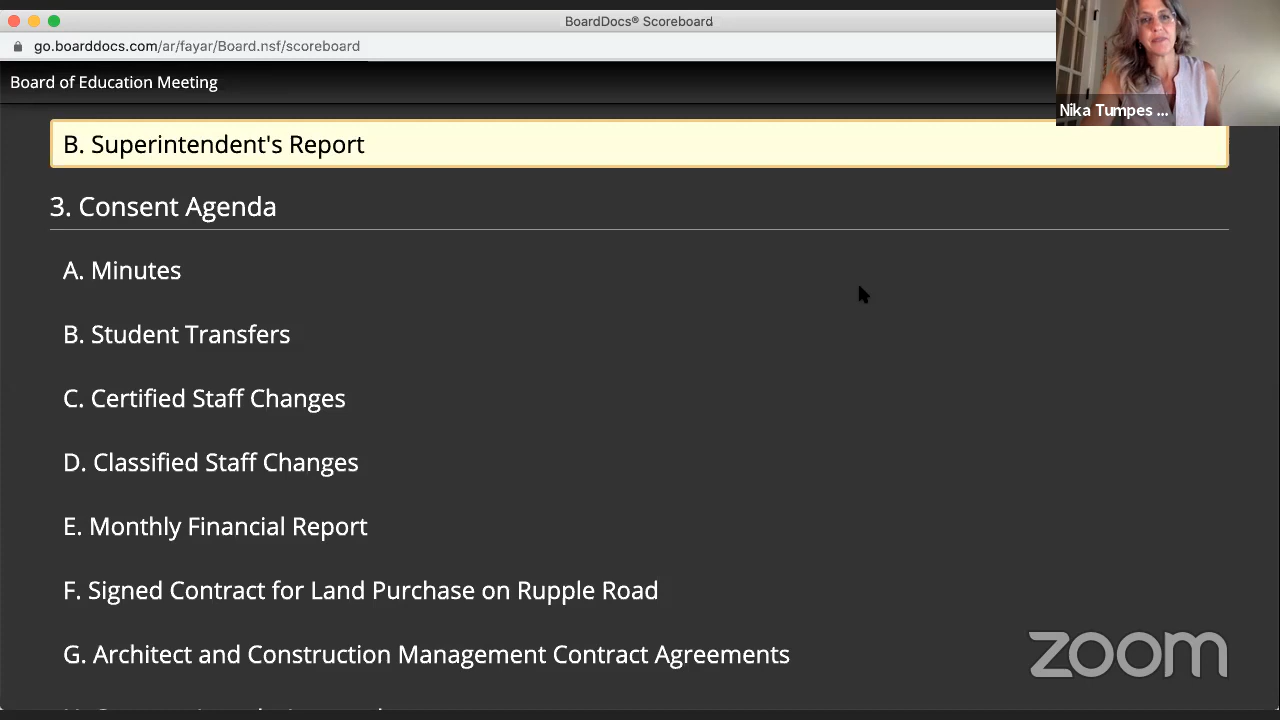 BoardDocs® Scoreboard
go.boarddocs.com/ar/fayar/Board.nsf/scoreboard
Board of Education Meeting
Nika Tumpes ...
B. Superintendent's Report
3. Consent Agenda
A. Minutes
B. Student Transfers
C. Certified Staff Changes
D. Classified Staff Changes
E. Monthly Financial Report
F. Signed Contract for Land Purchase on Rupple Road
G. Architect and Construction Management Contract Agreements
zoom